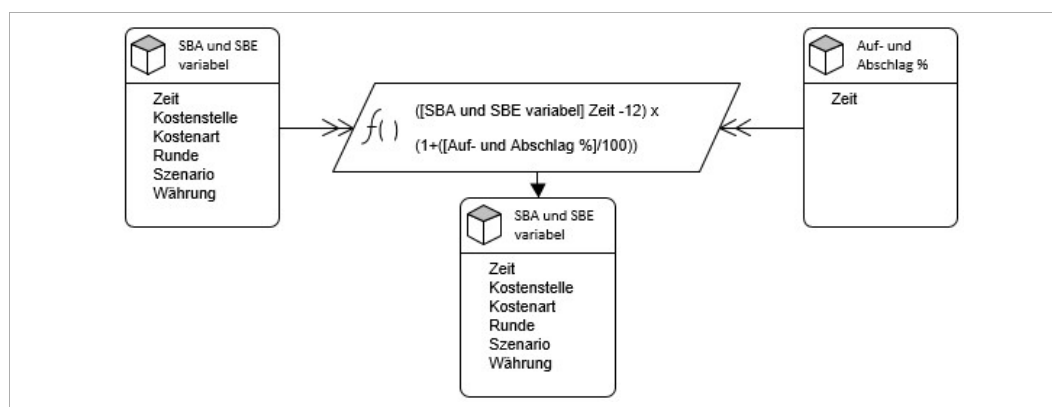 SBA und SBE
variabel
Zeit
Kostenstelle
Kostenart
Runde
Szenario
Währung
f()
([SBA und SBE variabel] Zeit -12) x
(1+([Auf- und Abschlag %]/100))
Auf- und
Abschlag %
Zeit
SBA und SBE
variabel
Zeit
Kostenstelle
Kostenart
Runde
Szenario
Währung